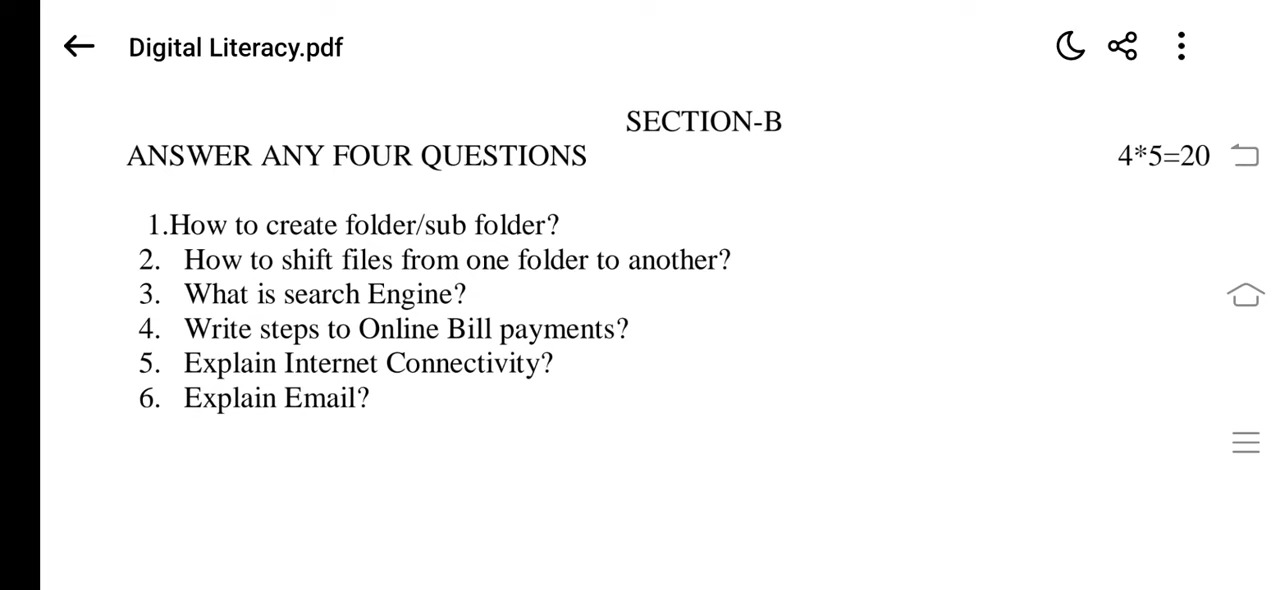 Digital Literacy.pdf
SECTION-B
ANSWER ANY FOUR QUESTIONS 4*5=20
1.How to create folder/sub folder?
2. How to shift files from one folder to another?
3. What is search Engine?
4. Write steps to Online Bill payments?
5. Explain Internet Connectivity?
6. Explain Email?